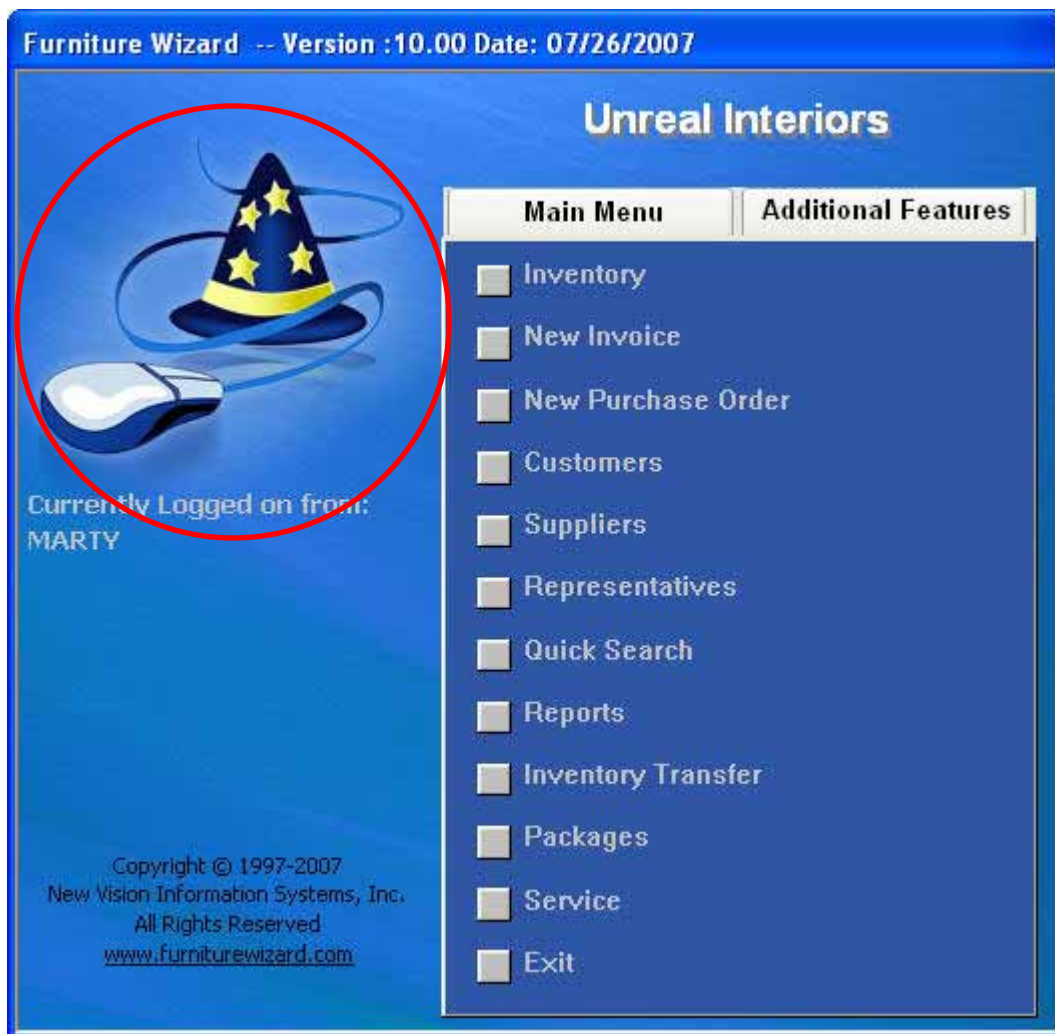 Furniture Wizard -- Version :10.00 Date: 07/26/2007
Unreal Interiors
Main Menu
Additional Features
Inventory
New Invoice
New Purchase Order
Customers
Suppliers
Representatives
Quick Search
Reports
Inventory Transfer
Packages
Service
Exit
Currently Logged on from:
MARTY
Copyright © 1997-2007
New Vision Information Systems, Inc.
All Rights Reserved
www.furniturewizard.com